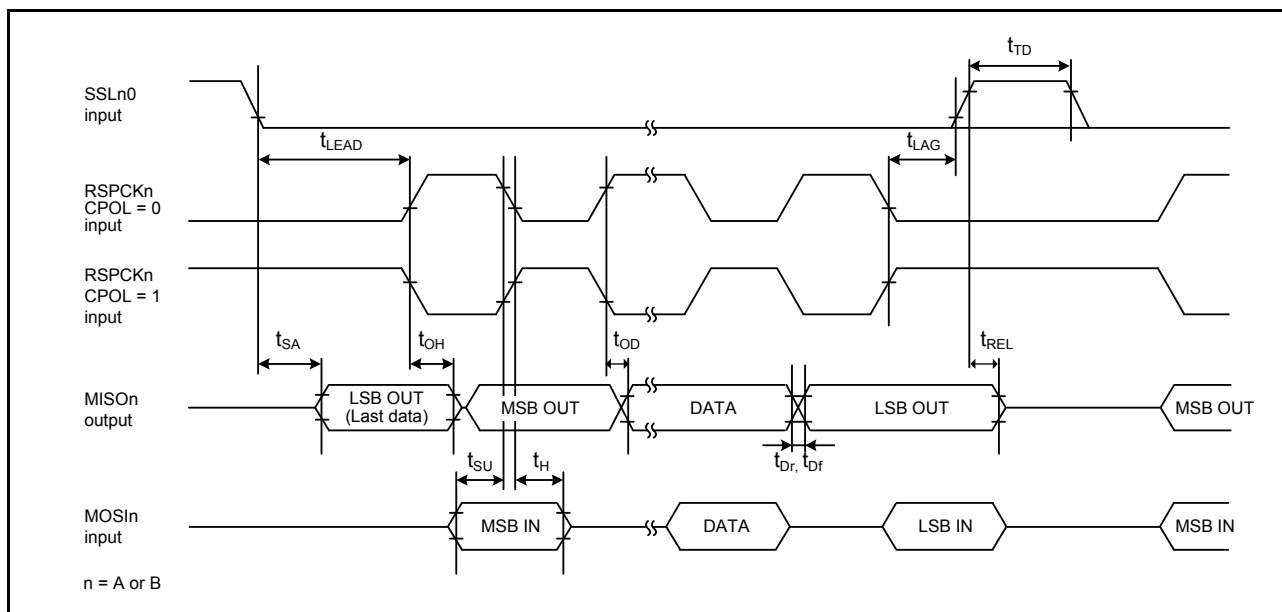 tTD
SSLn0
input
tLEAD
tLAG
RSPCKn
CPOL = 0
input
RSPCKn
CPOL = 1
input
tSA
tOH
tOD
tREL
MISOn
output
LSB OUT
(Last data)
MSB OUT
DATA
LSB OUT
MSB OUT
tSU
tH
tDr, tDf
MOSIn
input
MSB IN
DATA
LSB IN
MSB IN
n = A or B